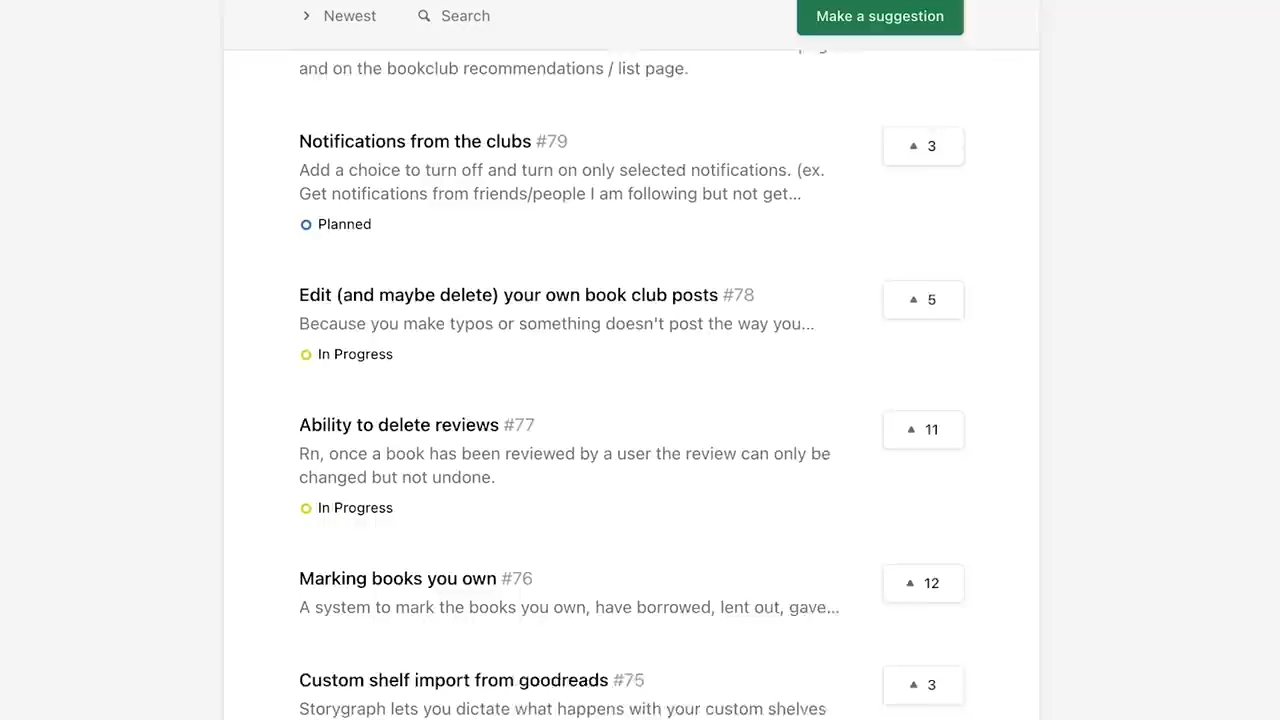 Newest
Search
Make a suggestion
and on the bookclub recommendations / list page.
Notifications from the clubs #79
3
Add a choice to turn off and turn on only selected notifications. (ex.
Get notifications from friends/people I am following but not get...
Planned
Edit (and maybe delete) your own book club posts #78
5
Because you make typos or something doesn't post the way you...
In Progress
Ability to delete reviews #77
11
Rn, once a book has been reviewed by a user the review can only be
changed but not undone.
In Progress
Marking books you own #76
12
A system to mark the books you own, have borrowed, lent out, gave...
Custom shelf import from goodreads #75
3
Storygraph lets you dictate what happens with your custom shelves